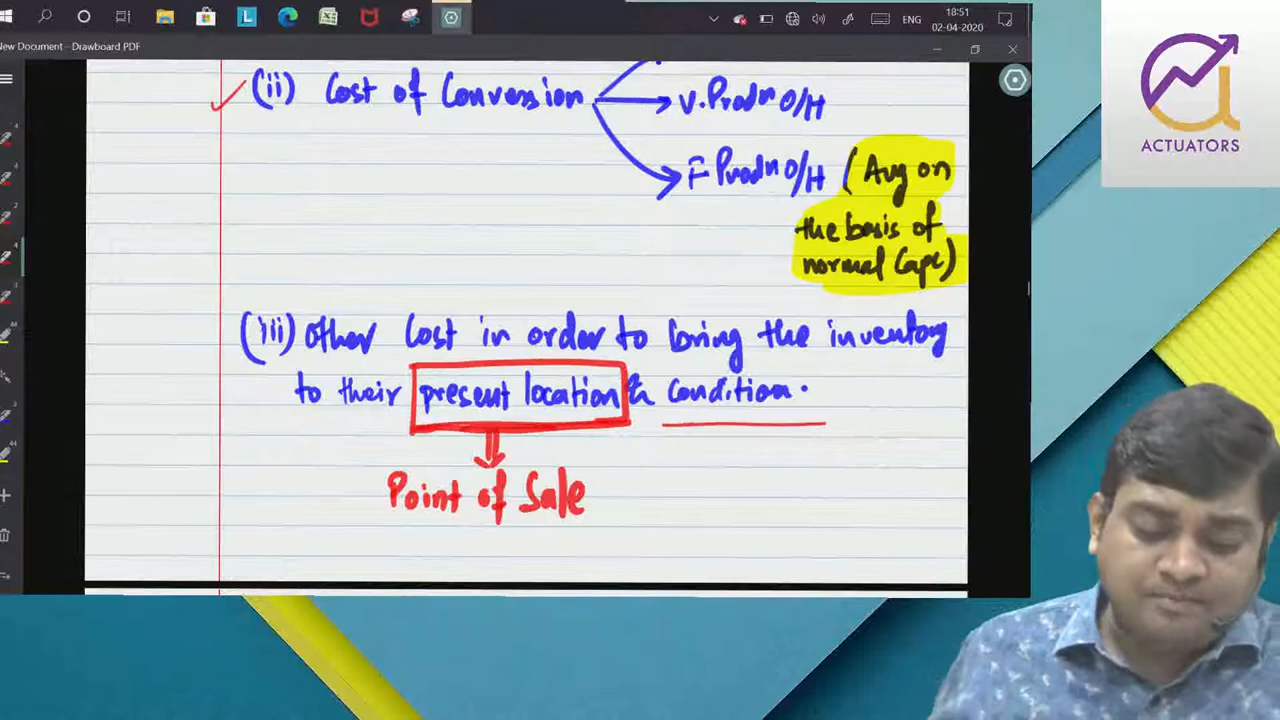 18:51
ENG
02-04-2020
New Document - Drawboard PDF
ACTUATORS
(ii) Cost of Conversion
V. Prodn O/H
F Prodn O/H (Avg on
the basis of
normal Cape)
(iii) Other Cost in order to bring the inventory
to their present location & Condition.
Point of Sale